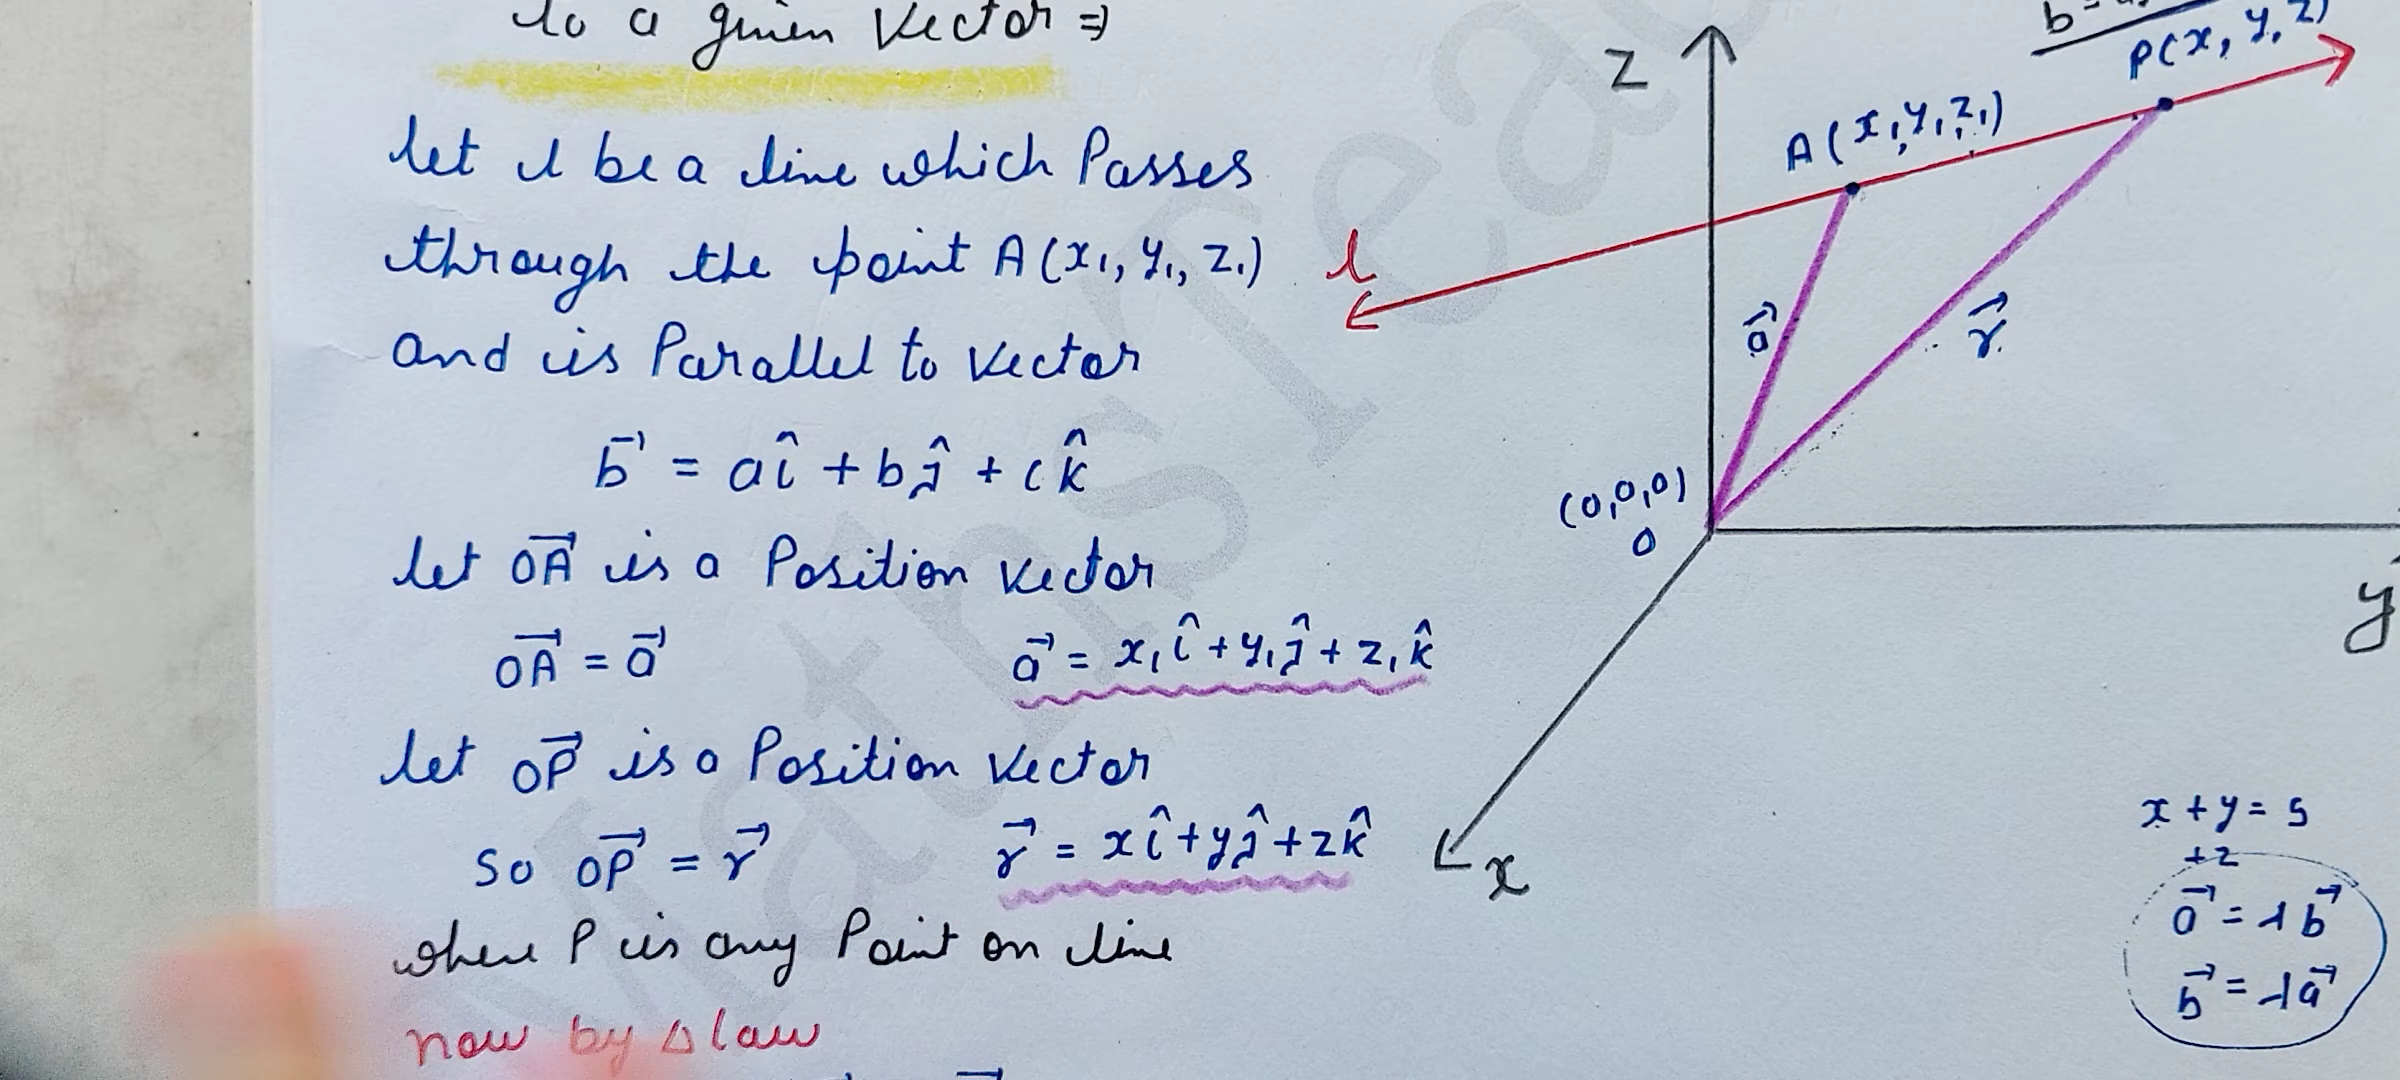 to a given vector ⇒
let l be a line which Passes
through the point A(x₁, y₁, z₁)
and is Parallel to vector
b⃗ = aî + bĵ + ck̂
let OA⃗ is a Position vector
OA⃗ = a⃗
a⃗ = x₁î + y₁ĵ + z₁k̂
let OP⃗ is a Position vector
So OP⃗ = r⃗
r⃗ = xî + yĵ + zk̂
where P is any Point on line
now by Δ law
P(x, y, z)
A(x₁, y₁, z₁)
z
l
a⃗
r⃗
(0,0,0)
O
y
x
x + y = 5
+z
a⃗ = λb⃗
b⃗ = λa⃗
Maths Teac